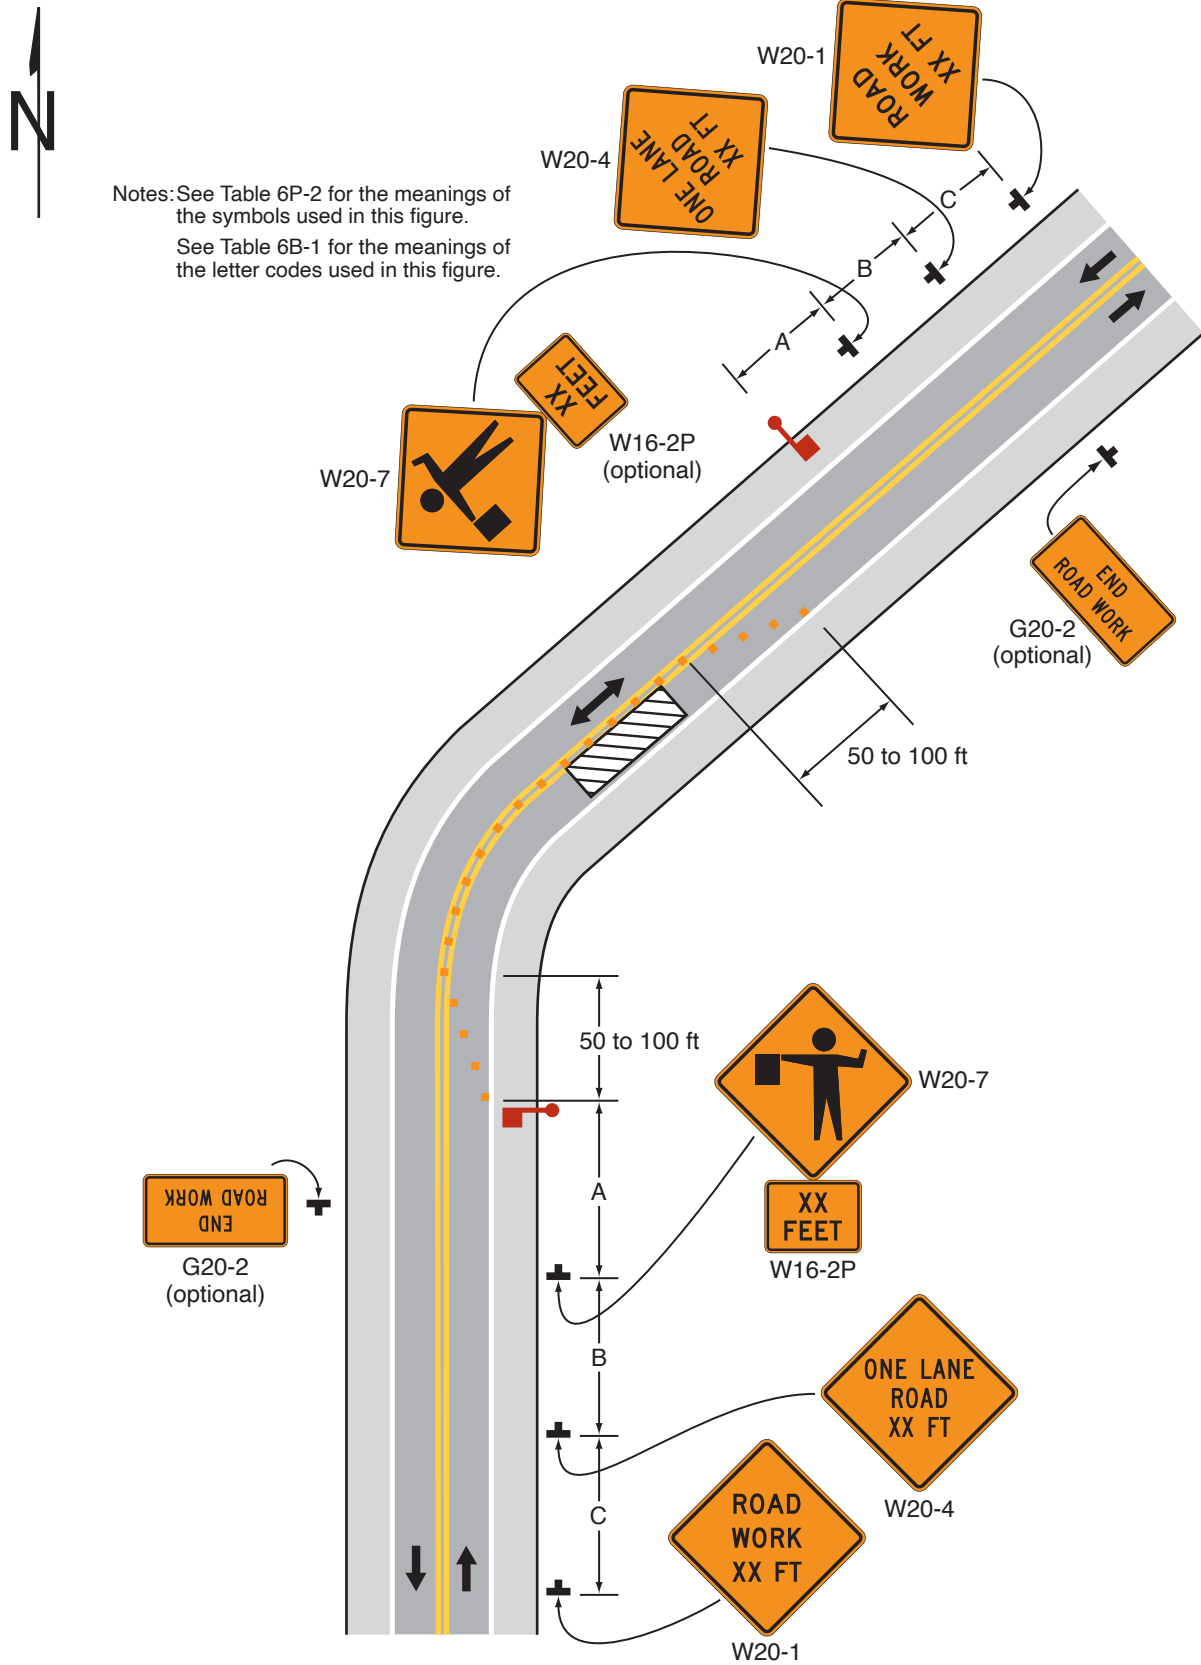 N
Notes: See Table 6P-2 for the meanings of
the symbols used in this figure.
See Table 6B-1 for the meanings of
the letter codes used in this figure.
W20-1
ROAD
WORK
XX FT
W20-4
ONE LANE
ROAD
XX FT
C
B
A
XX
FEET
W16-2P
(optional)
W20-7
END
ROAD WORK
G20-2
(optional)
50 to 100 ft
50 to 100 ft
W20-7
XX
FEET
W16-2P
A
END
ROAD WORK
G20-2
(optional)
B
ONE LANE
ROAD
XX FT
W20-4
C
ROAD
WORK
XX FT
W20-1